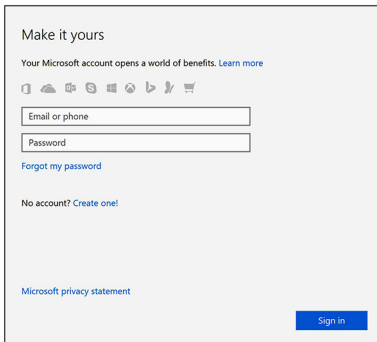 Make it yours
Your Microsoft account opens a world of benefits. Learn more
Email or phone
Password
Forgot my password
No account? Create one!
Microsoft privacy statement
Sign in